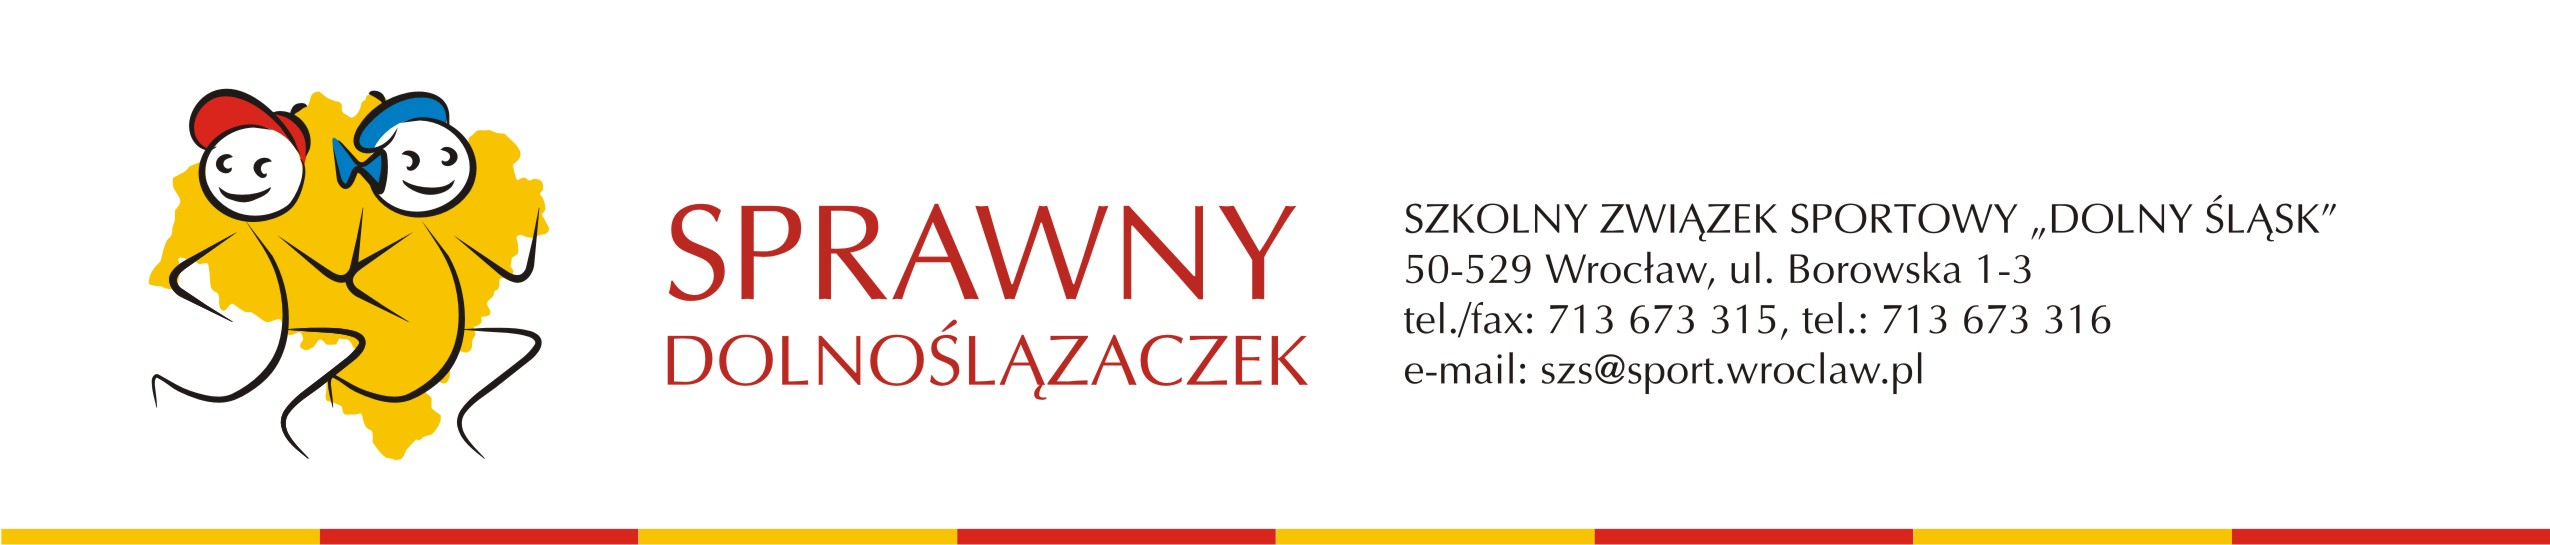 SPRAWNY
DOLNOŚLĄZACZEK
SZKOLNY ZWIĄZEK SPORTOWY „DOLNY ŚLĄSK”
50-529 Wrocław, ul. Borowska 1-3
tel./fax: 713 673 315, tel.: 713 673 316
e-mail: szs@sport.wroclaw.pl